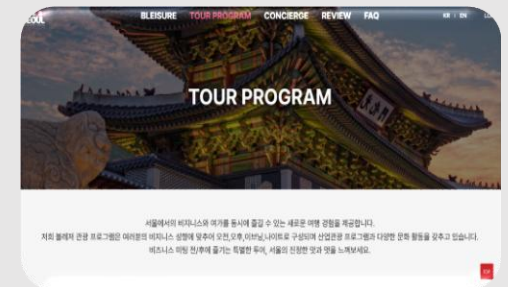 EOUL
BLEISURE TOUR PROGRAM CONCIERGE REVIEW FAQ KR | EN
TOUR PROGRAM
서울에서의 비지니스와 여가를 동시에 즐길 수 있는 새로운 여행 경험을 제공합니다.
저희 블레저 관광 프로그램은 여러분의 비지니스 성향에 맞추어 오전,오후,이브닝,나이트로 구성되며 산업관광 프로그램과 다양한 문화 활동을 갖추고 있습니다.
비즈니스 미팅 전/후에 즐기는 특별한 투어, 서울의 진정한 멋과 맛을 느껴보세요.